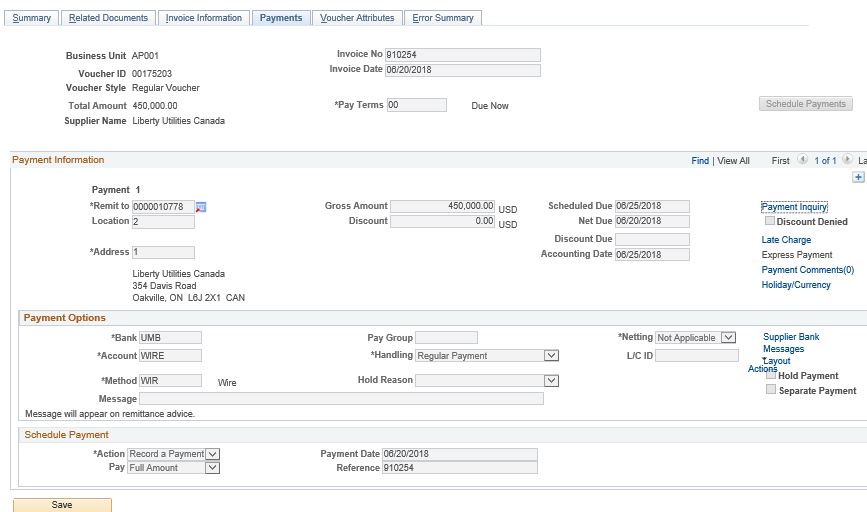 Summary Related Documents Invoice Information Payments Voucher Attributes Error Summary
Business Unit AP001 Invoice No 910254
Voucher ID 00175203 Invoice Date 06/20/2018
Voucher Style Regular Voucher
Total Amount 450,000.00 *Pay Terms 00 Due Now Schedule Payments
Supplier Name Liberty Utilities Canada
Payment Information Find | View All First 1 of 1 La
Payment 1
*Remit to 0000010778 Gross Amount 450,000.00 USD Scheduled Due 06/25/2018 Payment Inquiry
Location 2 Discount 0.00 USD Net Due 06/20/2018 Discount Denied
Discount Due Late Charge
*Address 1 Accounting Date 06/25/2018 Express Payment
Liberty Utilities Canada Payment Comments(0)
354 Davis Road Holiday/Currency
Oakville, ON L6J 2X1 CAN
Payment Options
*Bank UMB Pay Group *Netting Not Applicable Supplier Bank
*Account WIRE *Handling Regular Payment L/C ID Messages
Layout
Actions
*Method WIR Wire Hold Reason Hold Payment
Message Separate Payment
Message will appear on remittance advice.
Schedule Payment
*Action Record a Payment Payment Date 06/20/2018
Pay Full Amount Reference 910254
Save